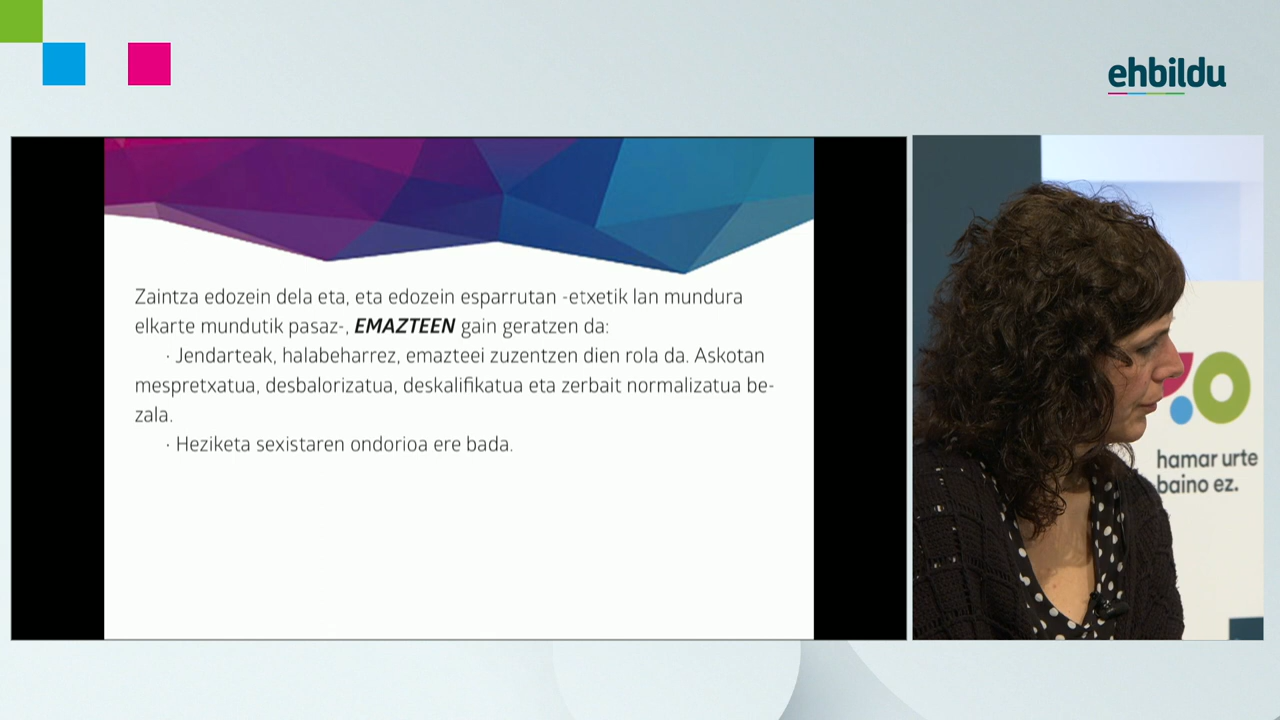 ehbildu
Zaintza edozein dela eta, eta edozein esparrutan -etxetik lan mundura
elkarte mundutik pasaz-, EMAZTEEN gain geratzen da:
· Jendarteak, halabeharrez, emazteei zuzentzen dien rola da. Askotan
mespretxatua, desbalorizatua, deskalifikatua eta zerbait normalizatua be-
zala.
· Heziketa sexistaren ondorioa ere bada.
hamar urte
baino ez.